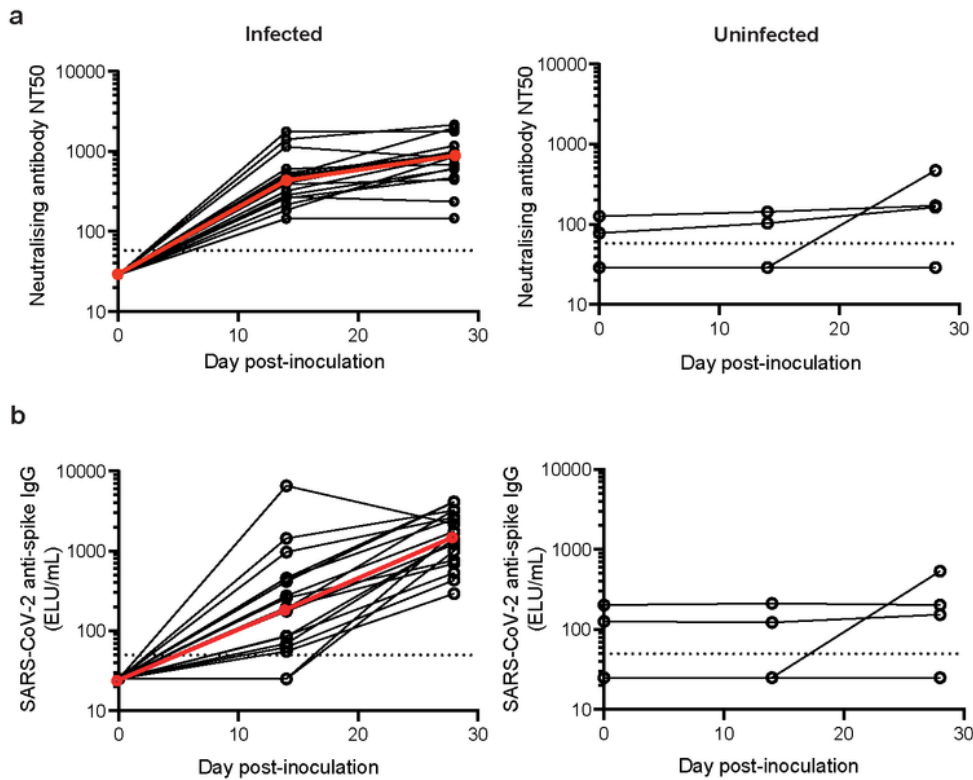 a
Infected
Uninfected
Neutralising antibody NT50
10000
1000
100
10
0
10
20
30
Day post-inoculation
Neutralising antibody NT50
10000
1000
100
10
0
10
20
30
Day post-inoculation
b
SARS-CoV-2 anti-spike IgG
(ELU/mL)
10000
1000
100
10
0
10
20
30
Day post-inoculation
SARS-CoV-2 anti-spike IgG
(ELU/mL)
10000
1000
100
10
0
10
20
30
Day post-inoculation